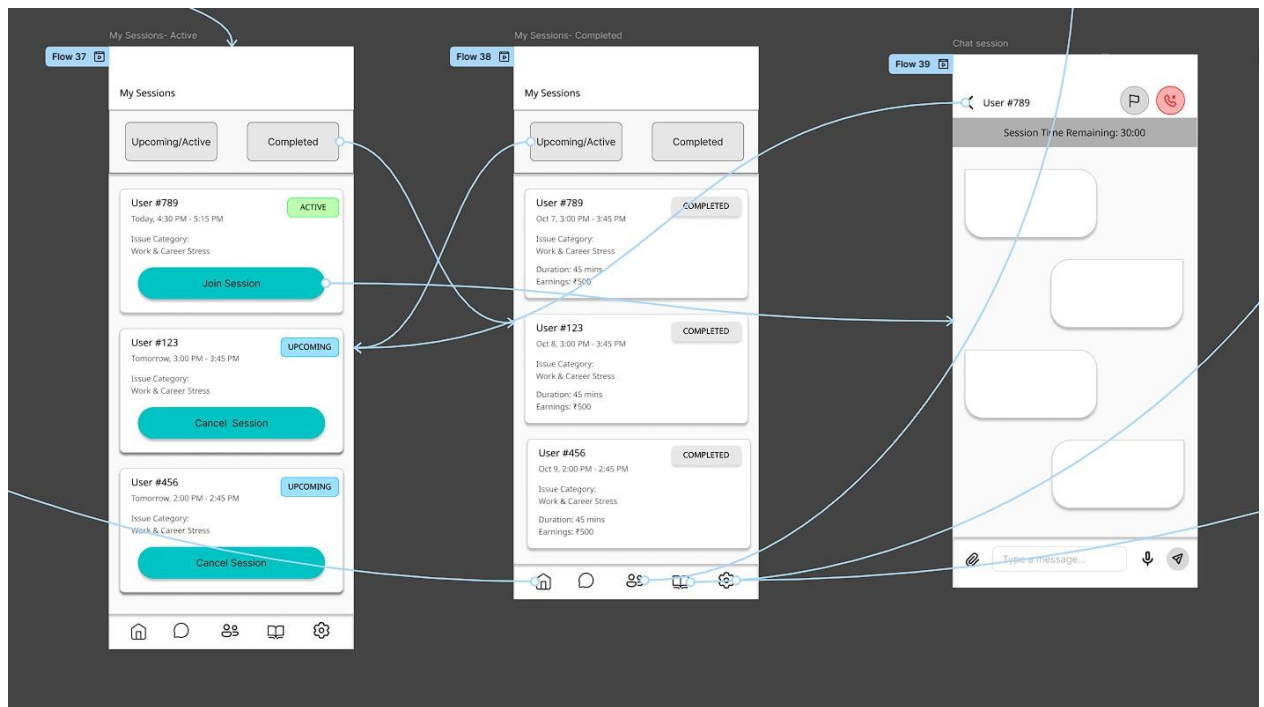 My Sessions- Active
Flow 37
My Sessions
Upcoming/Active
Completed
User #789
ACTIVE
Today, 4:30 PM - 5:15 PM
Issue Category:
Work & Career Stress
Join Session
User #123
UPCOMING
Tomorrow, 3:00 PM - 3:45 PM
Issue Category:
Work & Career Stress
Cancel Session
User #456
UPCOMING
Tomorrow, 2:00 PM - 2:45 PM
Issue Category:
Work & Career Stress
Cancel Session
My Sessions- Completed
Flow 38
My Sessions
Upcoming/Active
Completed
User #789
COMPLETED
Oct 7, 3:00 PM - 3:45 PM
Issue Category:
Work & Career Stress
Duration: 45 mins
Earnings: ₹500
User #123
COMPLETED
Oct 8, 3:00 PM - 3:45 PM
Issue Category:
Work & Career Stress
Duration: 45 mins
Earnings: ₹500
User #456
COMPLETED
Oct 9, 2:00 PM - 2:45 PM
Issue Category:
Work & Career Stress
Duration: 45 mins
Earnings: ₹500
Chat session
Flow 39
User #789
Session Time Remaining: 30:00
Type a message...